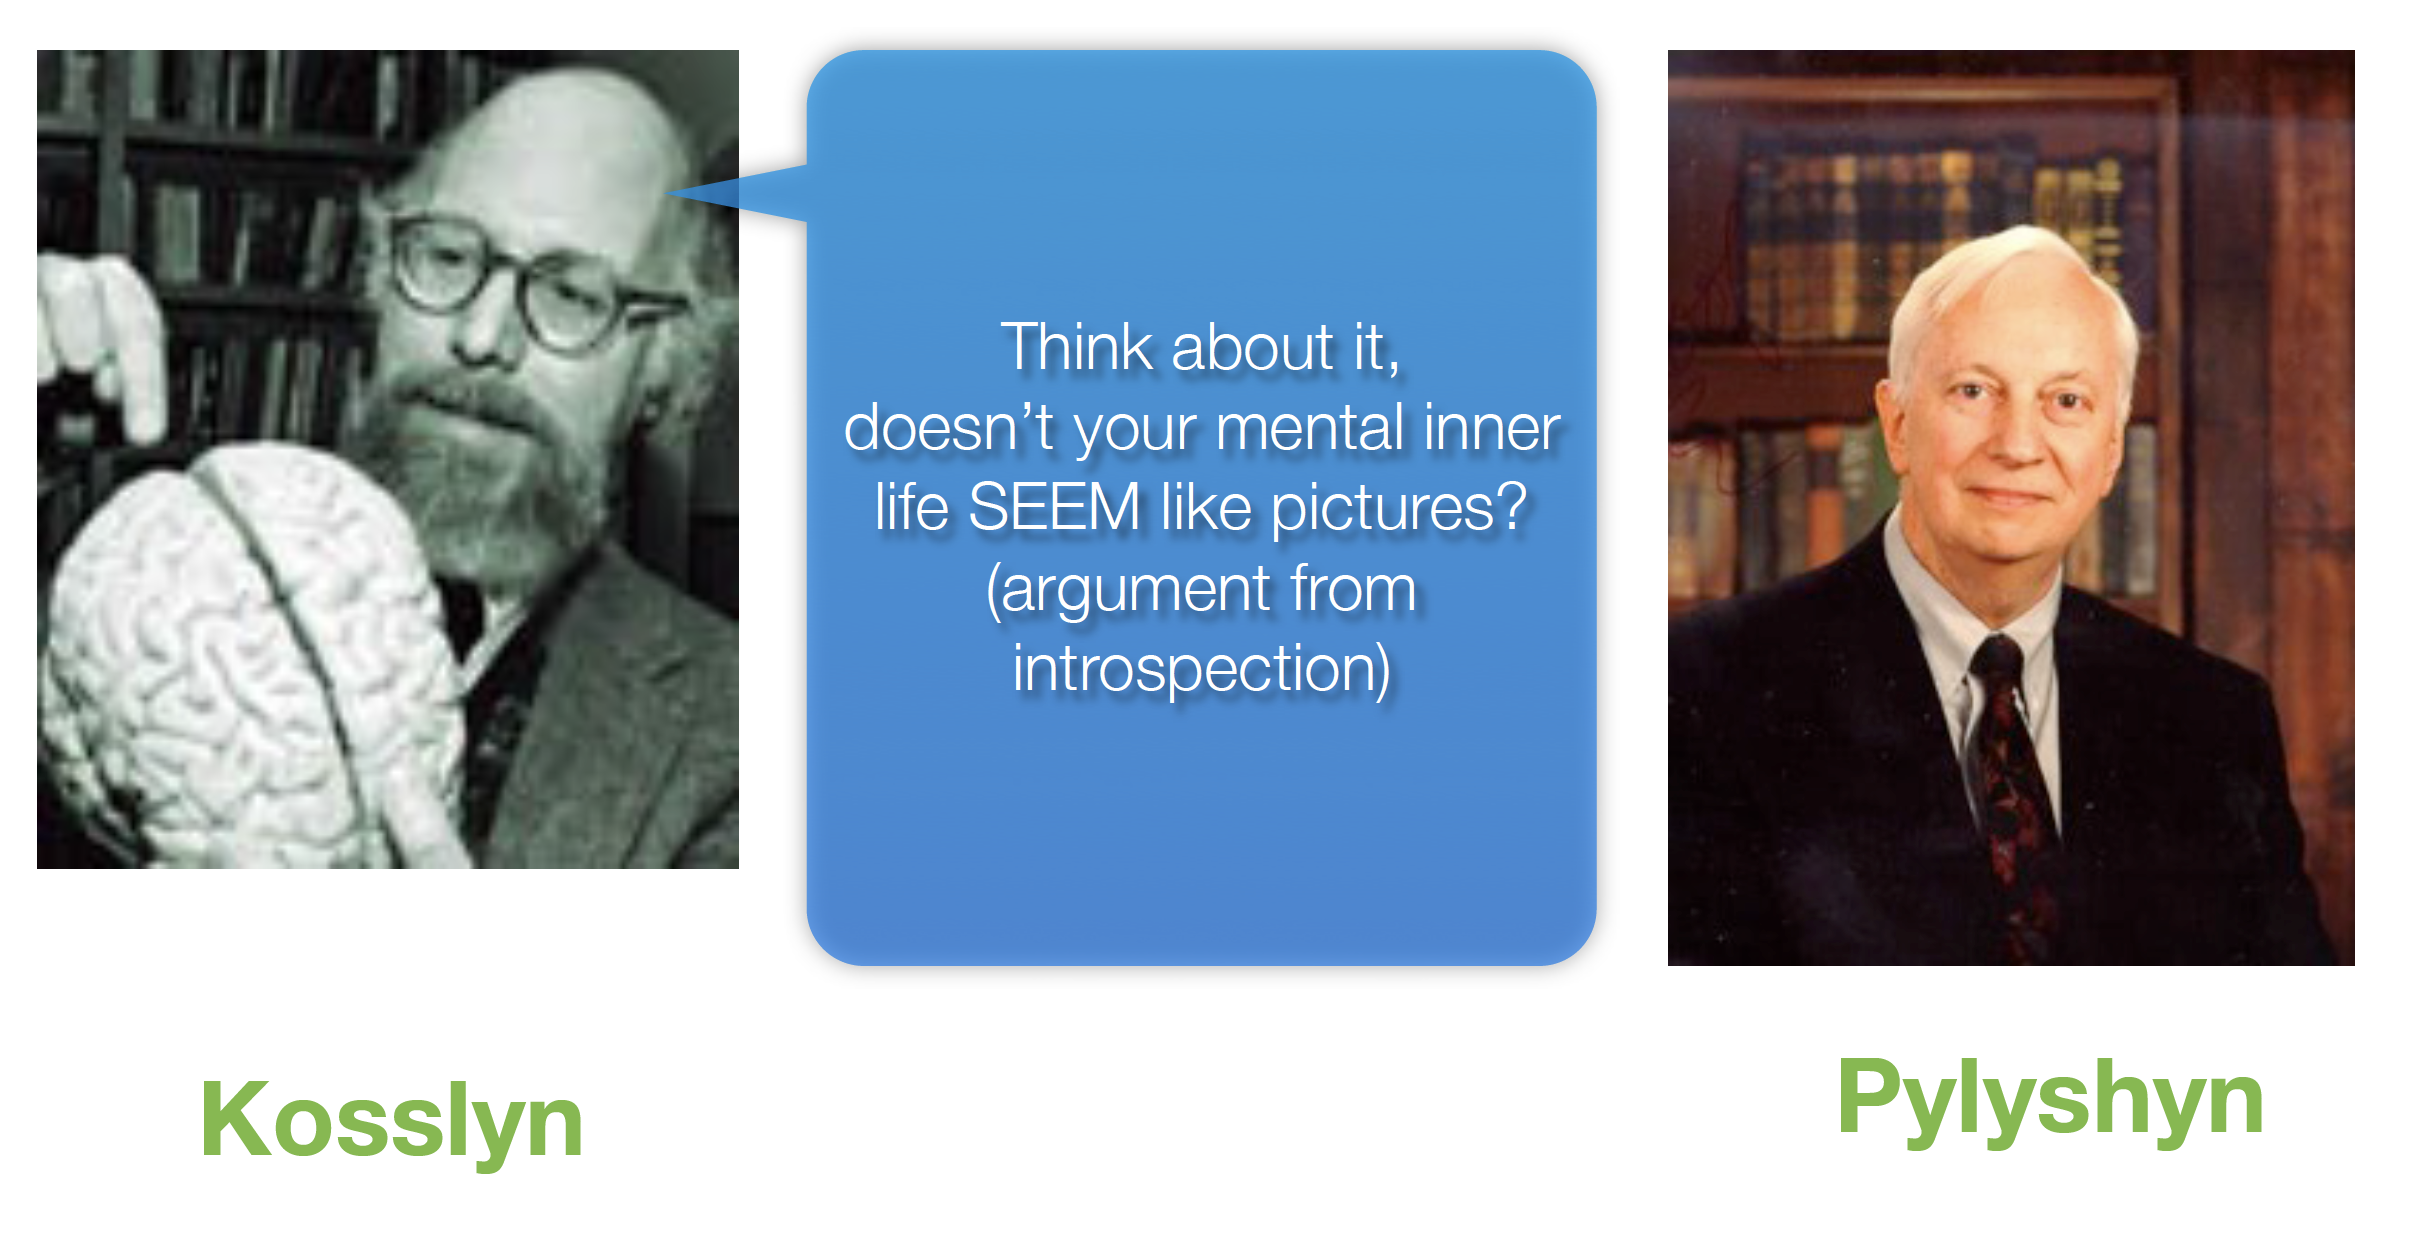 Think about it,
doesn’t your mental inner
life SEEM like pictures?
(argument from
introspection)
Kosslyn
Pylyshyn